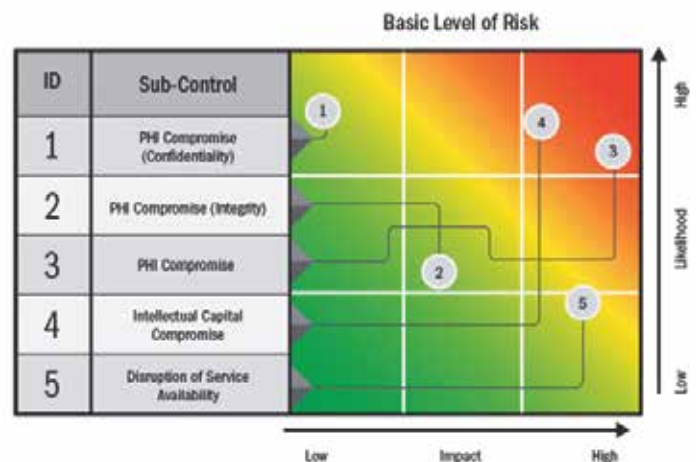 Basic Level of Risk
ID
Sub-Control
1
PHI Compromise
(Confidentiality)
2
PHI Compromise (Integrity)
3
PHI Compromise
4
Intellectual Capital
Compromise
5
Disruption of Service
Availability
1
4
3
2
5
High
Likelihood
Low
Low
Impact
High